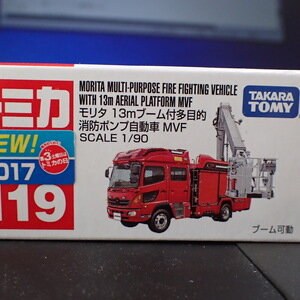 トミカ
NEW!
2017
119
MORITA MULTI-PURPOSE FIRE FIGHTING VEHICLE
WITH 13m AERIAL PLATFORM MVF
モリタ 13mブーム付多目的
消防ポンプ自動車 MVF
SCALE 1/90
TAKARA
TOMY
ブーム可動